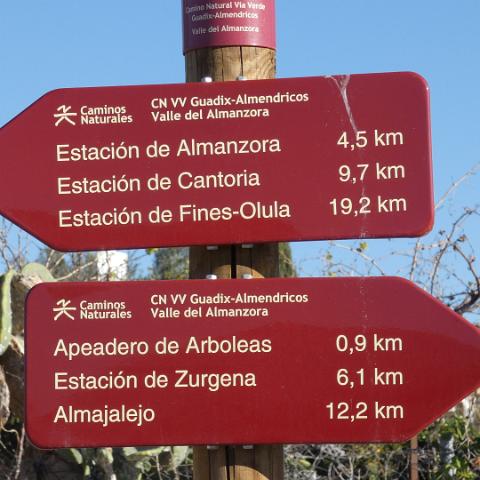 Camino Natural Vía Verde
Guadix-Almendricos
Valle del Almanzora
Caminos Naturales
CN VV Guadix-Almendricos
Valle del Almanzora
Estación de Almanzora 4,5 km
Estación de Cantoria 9,7 km
Estación de Fines-Olula 19,2 km
Caminos Naturales
CN VV Guadix-Almendricos
Valle del Almanzora
Apeadero de Arboleas 0,9 km
Estación de Zurgena 6,1 km
Almajalejo 12,2 km